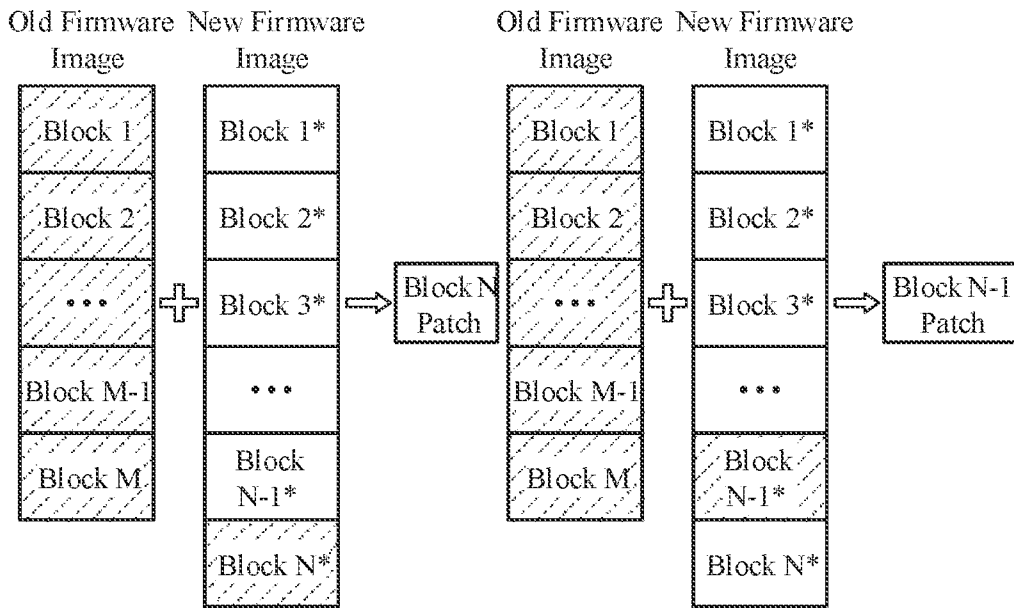 Old Firmware
Image
New Firmware
Image
Block 1
Block 2
•••
Block M-1
Block M
Block 1*
Block 2*
Block 3*
•••
Block
N-1*
Block N*
Block N
Patch
Old Firmware
Image
New Firmware
Image
Block 1
Block 2
•••
Block M-1
Block M
Block 1*
Block 2*
Block 3*
•••
Block
N-1*
Block N*
Block N-1
Patch